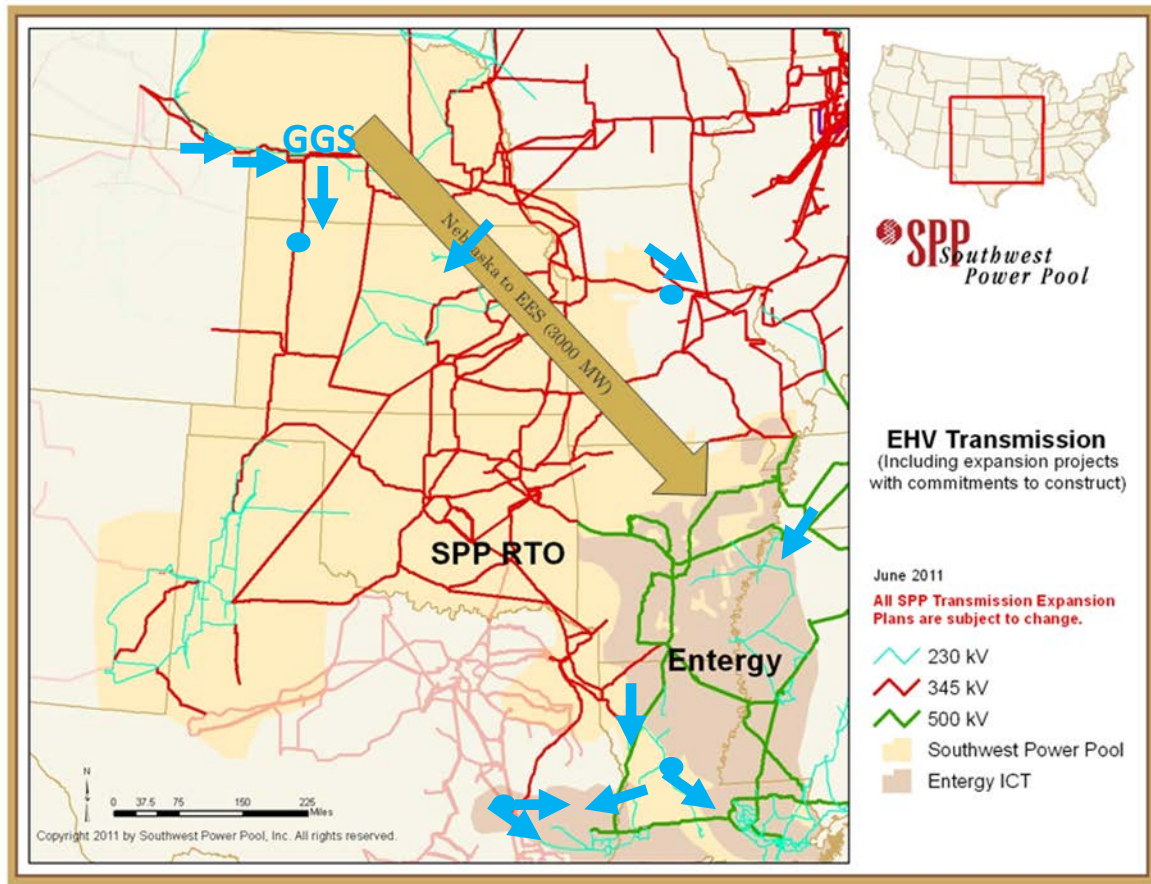 GGS
Nebraska to EES (3000 MW)
SPP RTO
Entergy
N
0 37.5 75 150 225
Miles
Copyright 2011 by Southwest Power Pool, Inc. All rights reserved.
SPP
Southwest
Power Pool
EHV Transmission
(Including expansion projects
with commitments to construct)
June 2011
All SPP Transmission Expansion
Plans are subject to change.
230 kV
345 kV
500 kV
Southwest Power Pool
Entergy ICT